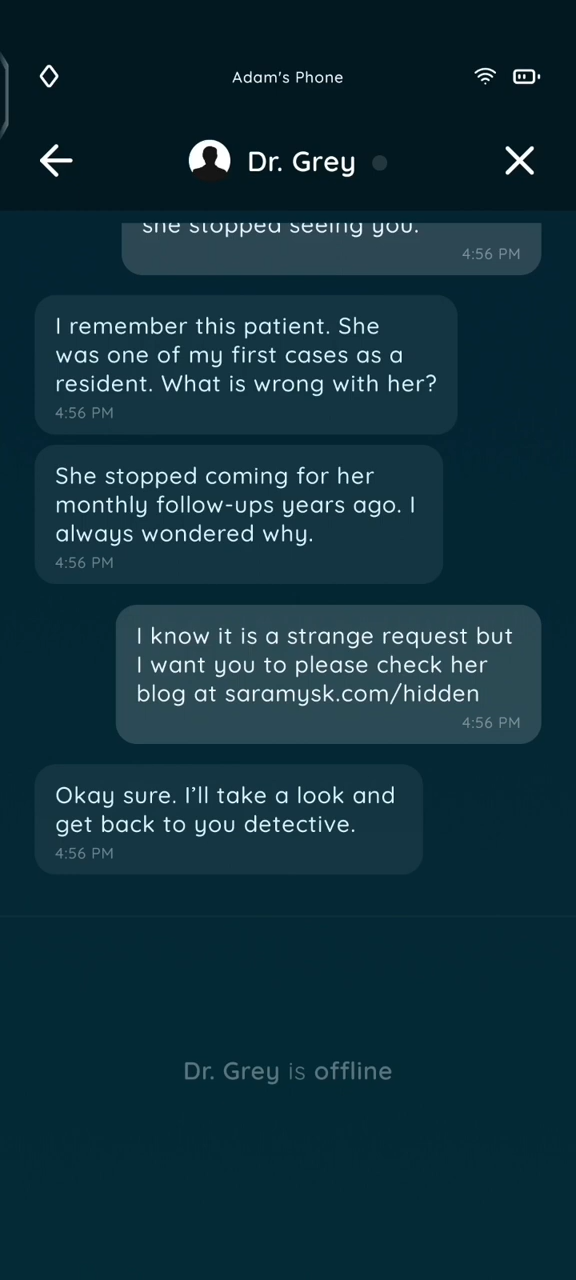 Adam's Phone
Dr. Grey
she stopped seeing you.
4:56 PM
I remember this patient. She
was one of my first cases as a
resident. What is wrong with her?
4:56 PM
She stopped coming for her
monthly follow-ups years ago. I
always wondered why.
4:56 PM
I know it is a strange request but
I want you to please check her
blog at saramysk.com/hidden
4:56 PM
Okay sure. I’ll take a look and
get back to you detective.
4:56 PM
Dr. Grey is offline